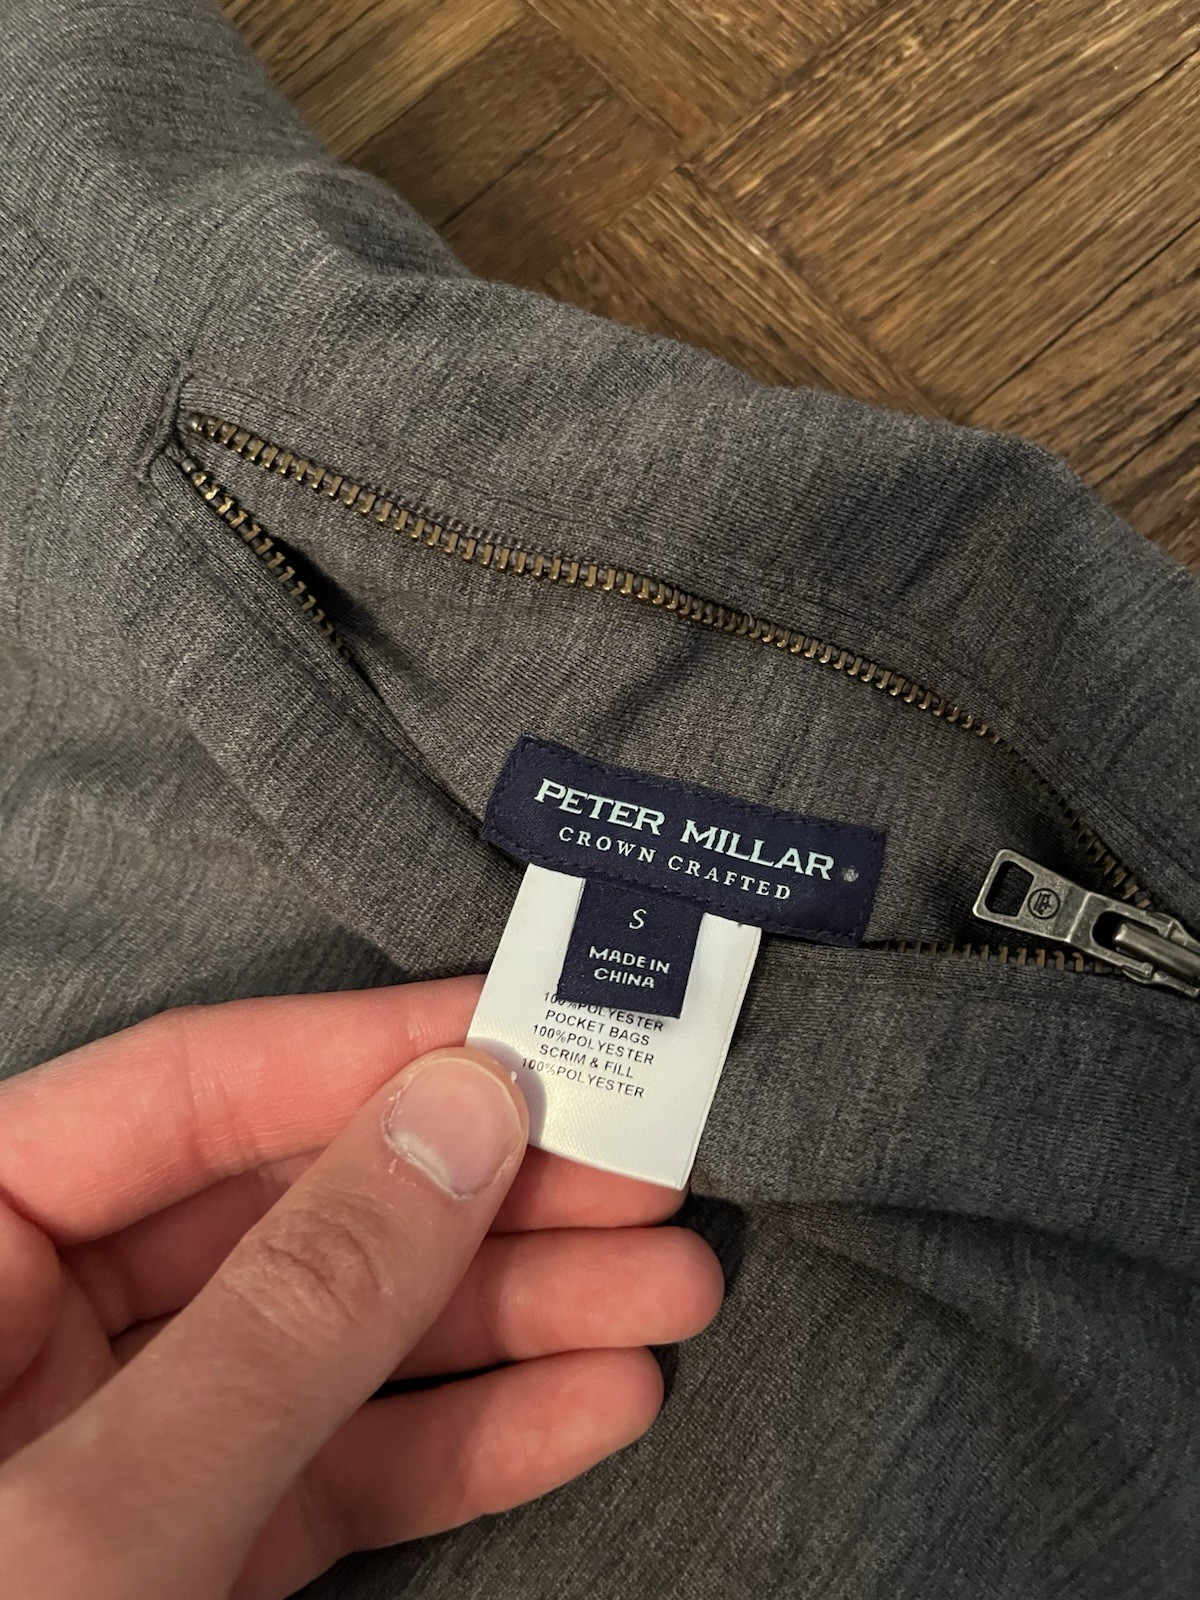 PETER MILLAR
CROWN CRAFTED
S
MADE IN
CHINA
100%POLYESTER
POCKET BAGS
100%POLYESTER
SCRIM & FILL
100%POLYESTER